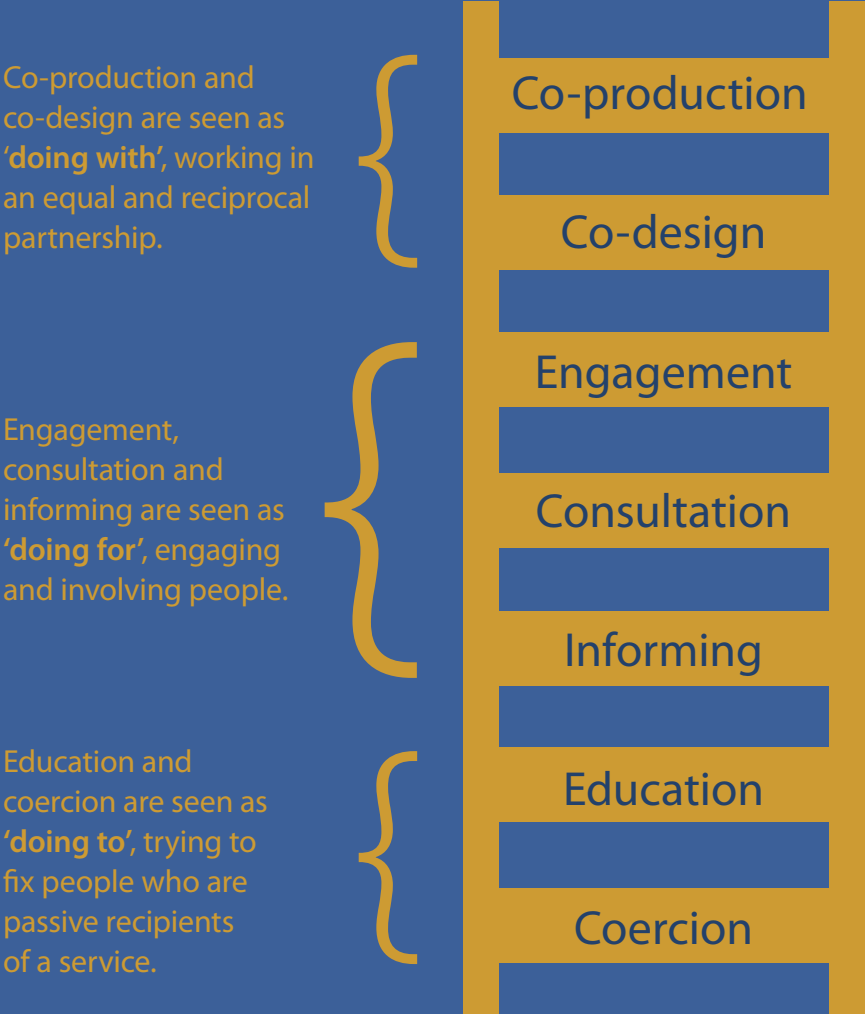 Co-production and
co-design are seen as
‘doing with’, working in
an equal and reciprocal
partnership.
Co-production
Co-design
Engagement,
consultation and
informing are seen as
‘doing for’, engaging
and involving people.
Engagement
Consultation
Informing
Education and
coercion are seen as
‘doing to’, trying to
fix people who are
passive recipients
of a service.
Education
Coercion